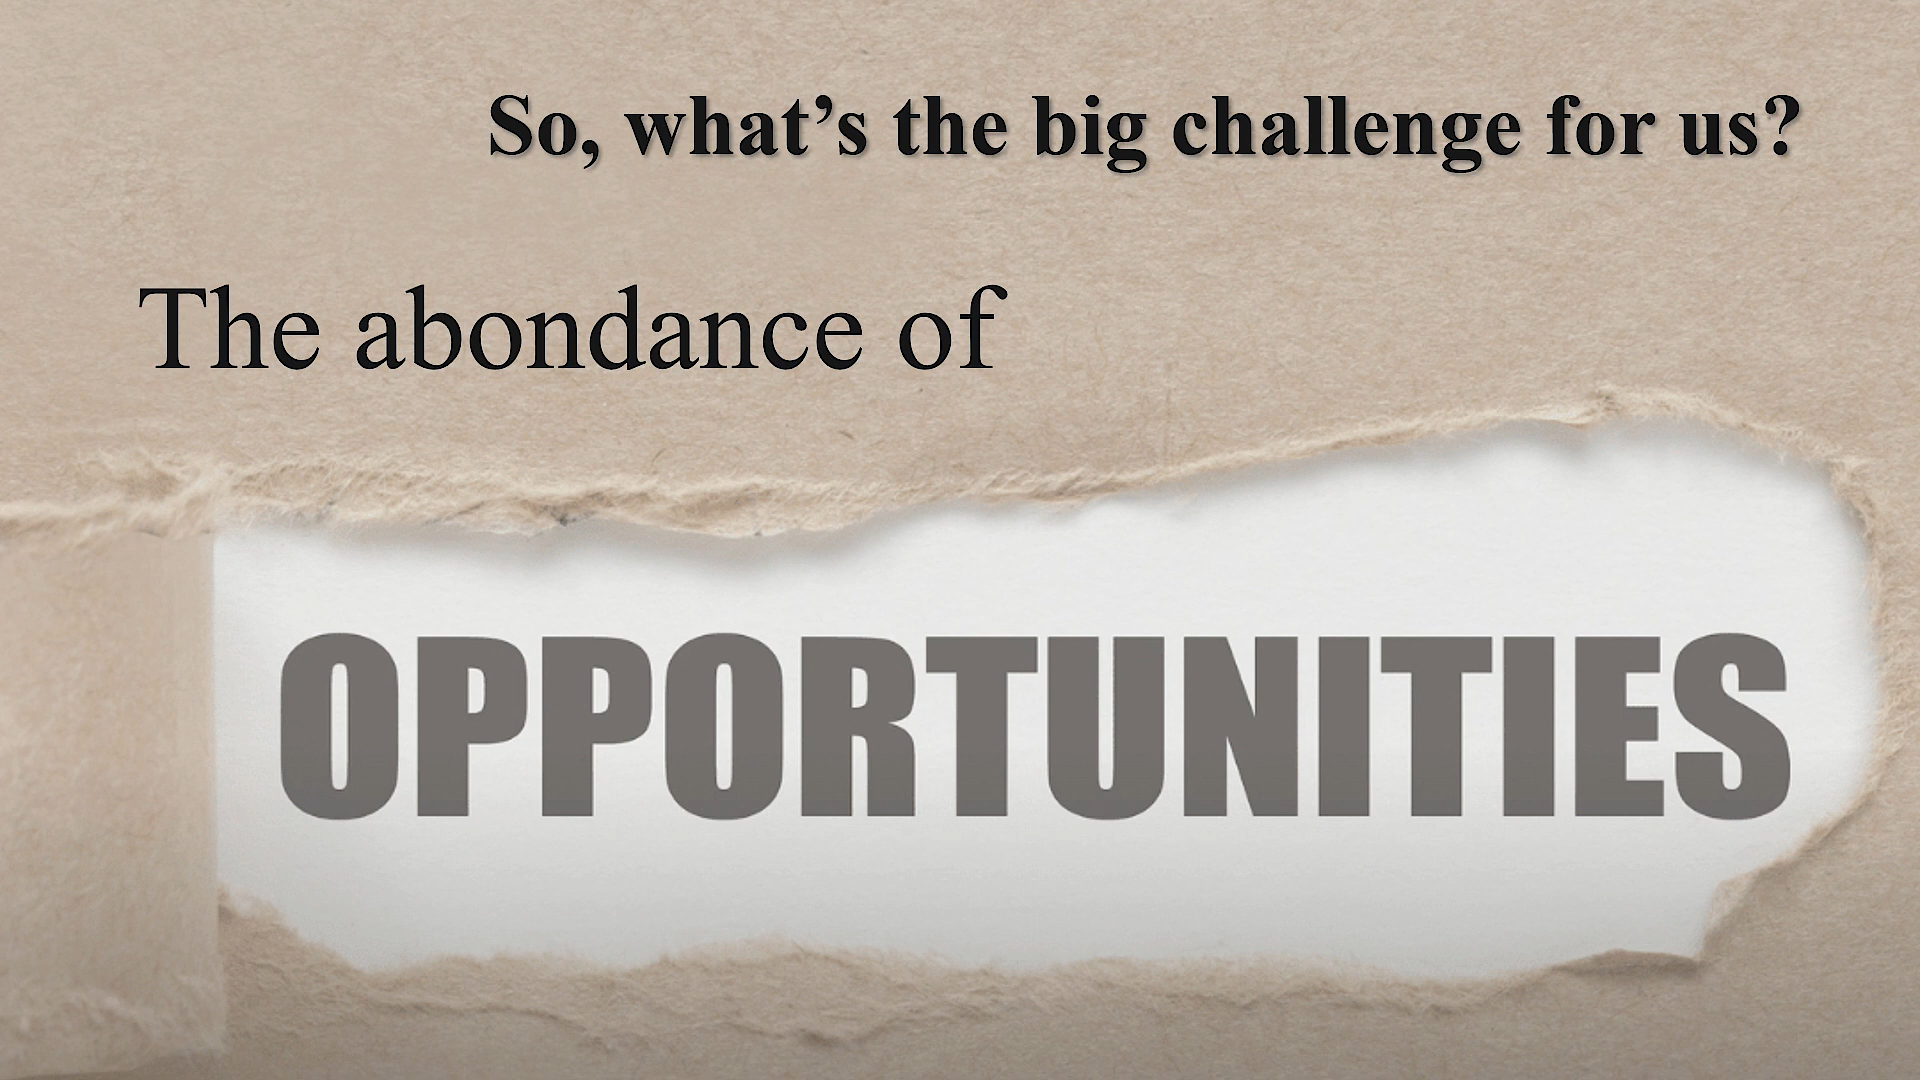 So, what’s the big challenge for us?
The abondance of
OPPORTUNITIES